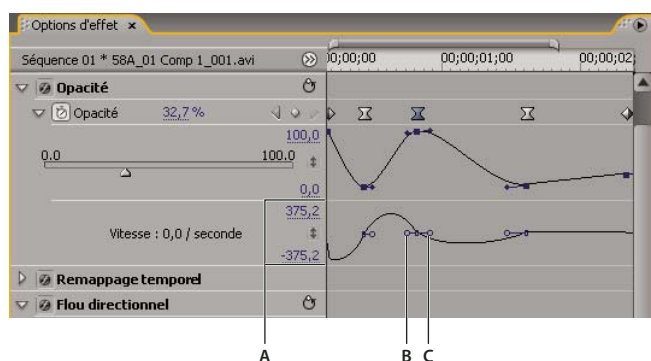 Options d'effet ×
Séquence 01 * 58A_01 Comp 1_001.avi 00;00;00 00;00;01;00 00;00;02;
Opacité
Opacité 32,7 %
100,0
0.0 100.0
0,0
375,2
Vitesse : 0,0 / seconde
-375,2
Remappage temporel
Flou directionnel
A B C